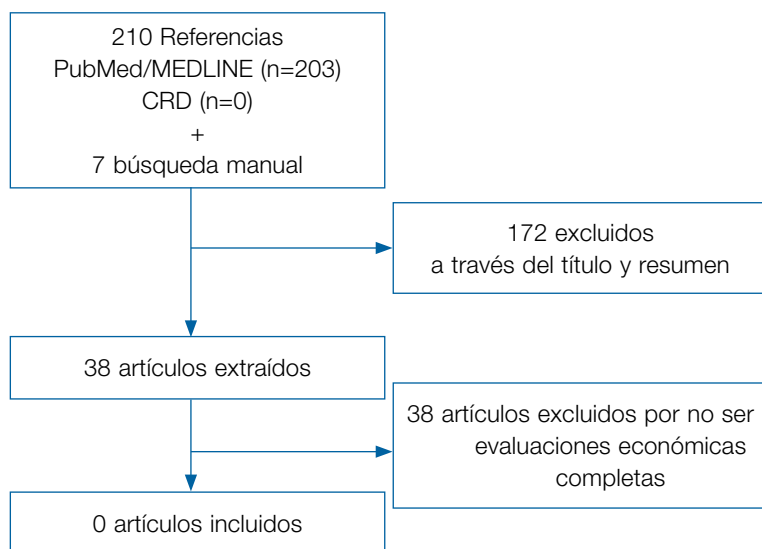 210 Referencias
PubMed/MEDLINE (n=203)
CRD (n=0)
+
7 búsqueda manual
172 excluidos
a través del título y resumen
38 artículos extraídos
38 artículos excluidos por no ser
evaluaciones económicas
completas
0 artículos incluidos